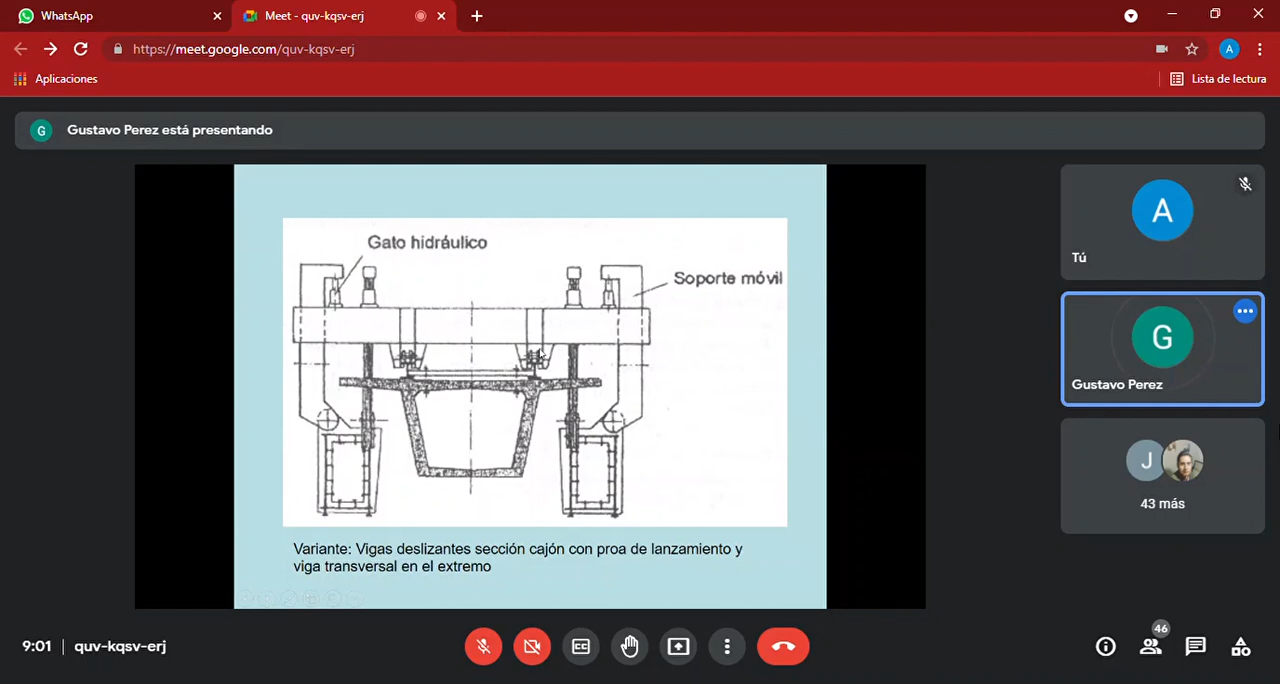 WhatsApp
Meet - quv-kqsv-erj
https://meet.google.com/quv-kqsv-erj
A
Aplicaciones
Lista de lectura
G
Gustavo Perez está presentando
Gato hidráulico
Soporte móvil
Variante: Vigas deslizantes sección cajón con proa de lanzamiento y
viga transversal en el extremo
A
Tú
G
Gustavo Perez
J
43 más
9:01
quv-kqsv-erj
CC
46